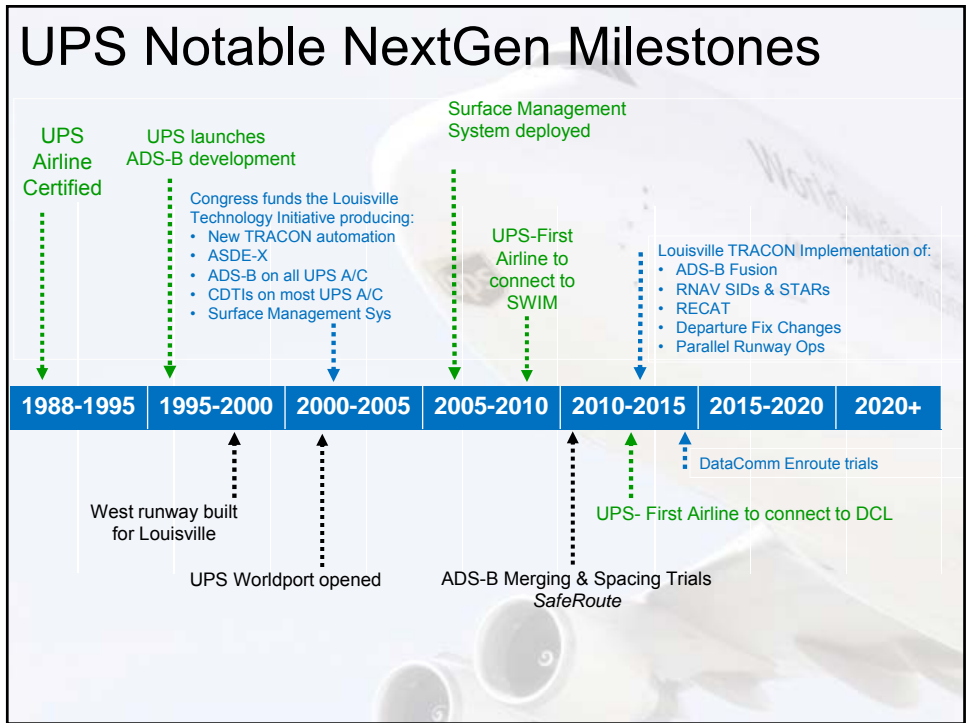 UPS Notable NextGen Milestones
UPS
Airline
Certified
UPS launches
ADS-B development
Congress funds the Louisville
Technology Initiative producing:
• New TRACON automation
• ASDE-X
• ADS-B on all UPS A/C
• CDTIs on most UPS A/C
• Surface Management Sys
Surface Management
System deployed
UPS-First
Airline to
connect to
SWIM
Louisville TRACON Implementation of:
• ADS-B Fusion
• RNAV SIDs & STARs
• RECAT
• Departure Fix Changes
• Parallel Runway Ops
1988-1995 1995-2000 2000-2005 2005-2010 2010-2015 2015-2020 2020+
West runway built
for Louisville
UPS Worldport opened
ADS-B Merging & Spacing Trials
SafeRoute
UPS- First Airline to connect to DCL
DataComm Enroute trials